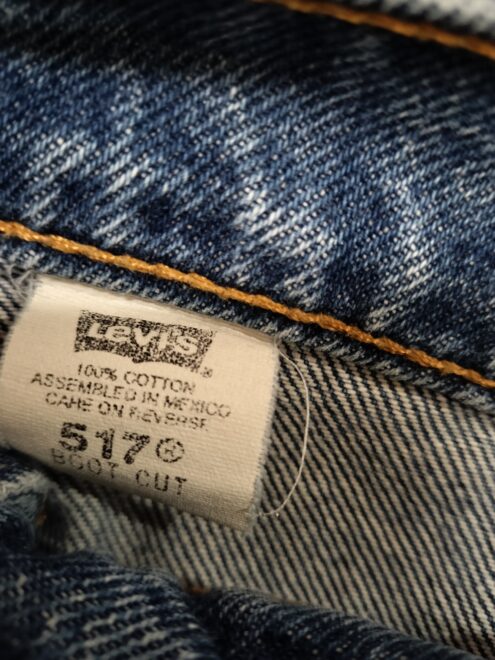 LEVI'S®
100% COTTON
ASSEMBLED IN MEXICO
CARE ON REVERSE
517®
BOOT CUT